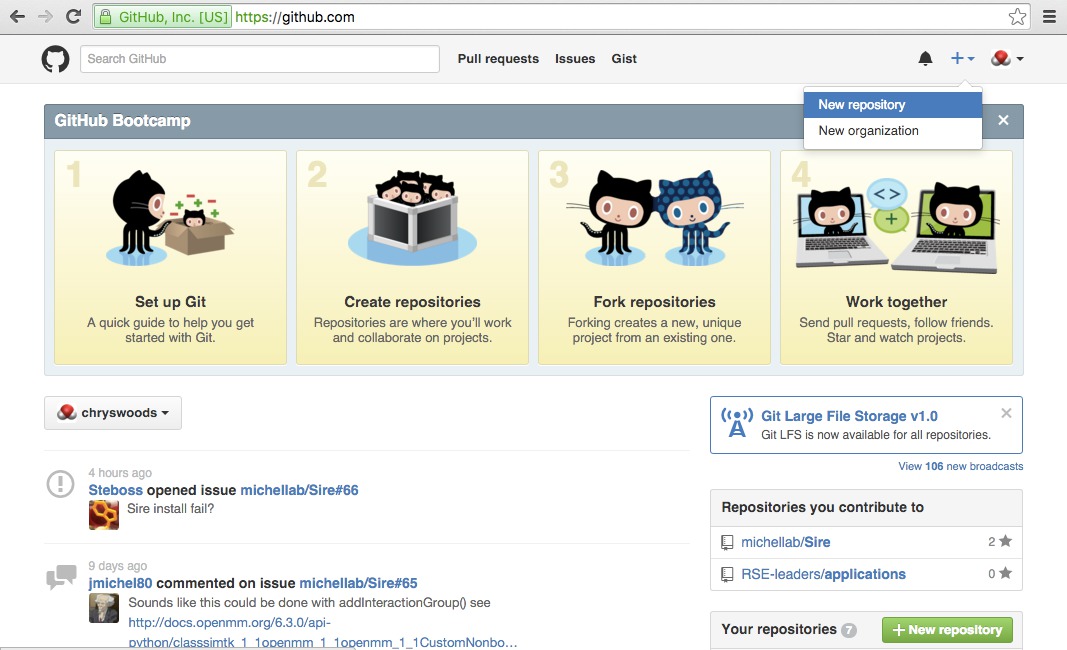 GitHub, Inc. [US] https://github.com
Search GitHub
Pull requests Issues Gist
New repository
New organization
GitHub Bootcamp
1
Set up Git
A quick guide to help you get
started with Git.
2
Create repositories
Repositories are where you'll work
and collaborate on projects.
3
Fork repositories
Forking creates a new, unique
project from an existing one.
4
Work together
Send pull requests, follow friends.
Star and watch projects.
chryswoods
4 hours ago
Steboss opened issue michellab/Sire#66
Sire install fail?
9 days ago
jmichel80 commented on issue michellab/Sire#65
Sounds like this could be done with addInteractionGroup() see
http://docs.openmm.org/6.3.0/api-
python/classsimtk_1_1openmm_1_1openmm_1_1CustomNonbo…
Git Large File Storage v1.0
Git LFS is now available for all repositories.
View 106 new broadcasts
Repositories you contribute to
michellab/Sire 2
RSE-leaders/applications 0
Your repositories 7
New repository